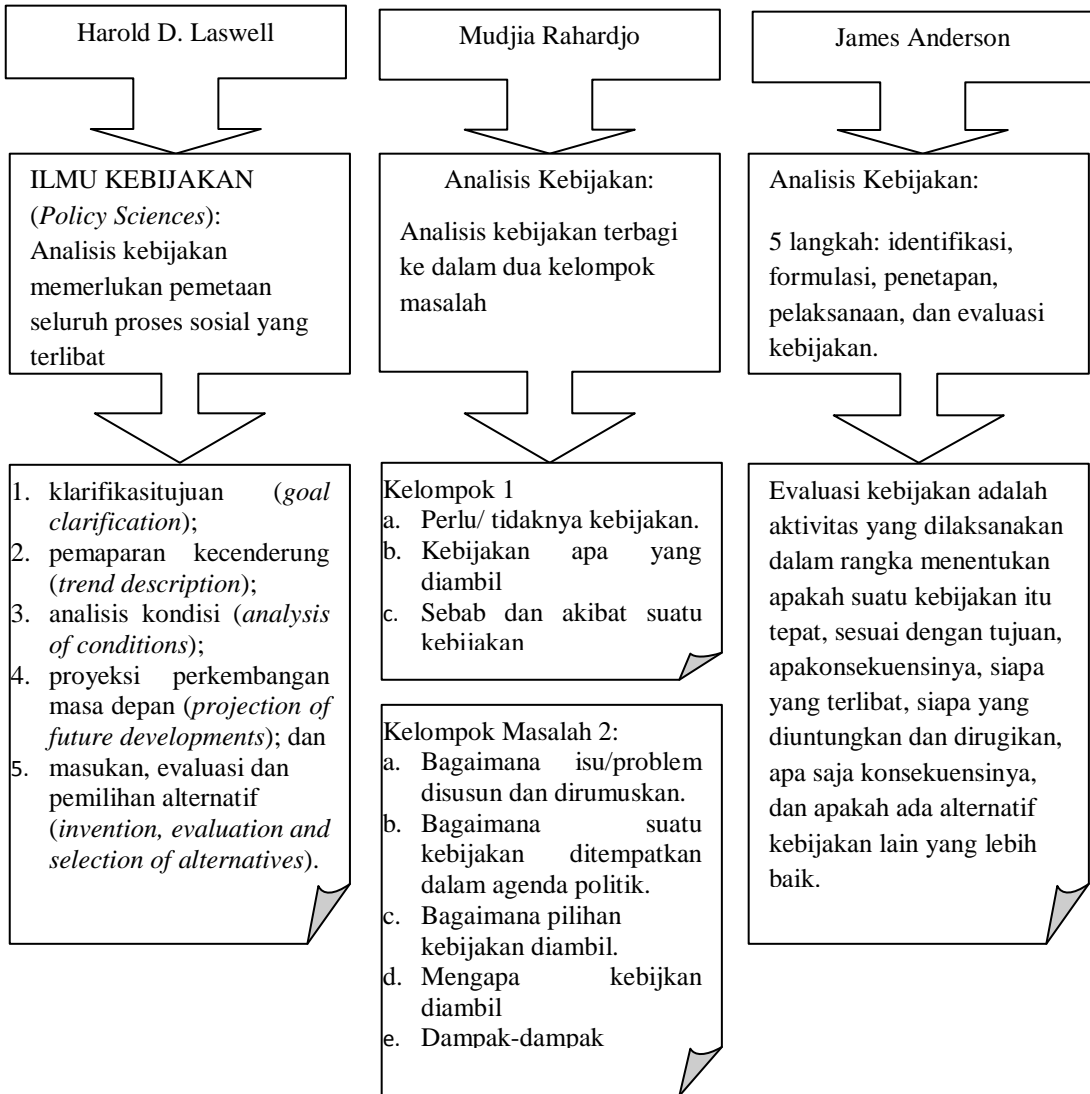 Harold D. Laswell
ILMU KEBIJAKAN
(Policy Sciences):
Analisis kebijakan
memerlukan pemetaan
seluruh proses sosial yang
terlibat
1. klarifikasitujuan (goal
clarification);
2. pemaparan kecenderung
(trend description);
3. analisis kondisi (analysis
of conditions);
4. proyeksi perkembangan
masa depan (projection of
future developments); dan
5. masukan, evaluasi dan
pemilihan alternatif
(invention, evaluation and
selection of alternatives).
Mudjia Rahardjo
Analisis Kebijakan:
Analisis kebijakan terbagi
ke dalam dua kelompok
masalah
Kelompok 1
a. Perlu/ tidaknya kebijakan.
b. Kebijakan apa yang
diambil
c. Sebab dan akibat suatu
kebijakan
Kelompok Masalah 2:
a. Bagaimana isu/problem
disusun dan dirumuskan.
b. Bagaimana suatu
kebijakan ditempatkan
dalam agenda politik.
c. Bagaimana pilihan
kebijakan diambil.
d. Mengapa kebijkan
diambil
e. Dampak-dampak
James Anderson
Analisis Kebijakan:
5 langkah: identifikasi,
formulasi, penetapan,
pelaksanaan, dan evaluasi
kebijakan.
Evaluasi kebijakan adalah
aktivitas yang dilaksanakan
dalam rangka menentukan
apakah suatu kebijakan itu
tepat, sesuai dengan tujuan,
apakonsekuensinya, siapa
yang terlibat, siapa yang
diuntungkan dan dirugikan,
apa saja konsekuensinya,
dan apakah ada alternatif
kebijakan lain yang lebih
baik.